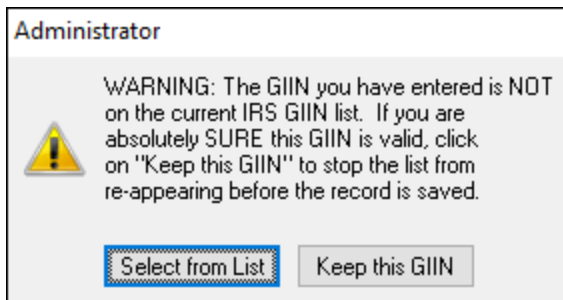 Administrator
WARNING: The GIIN you have entered is NOT
on the current IRS GIIN list.  If you are
absolutely SURE this GIIN is valid, click
on "Keep this GIIN" to stop the list from
re-appearing before the record is saved.
Select from List
Keep this GIIN